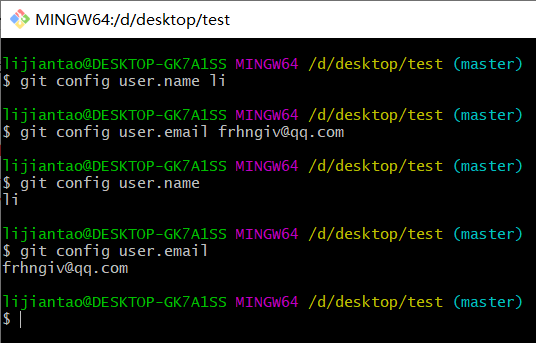 MINGW64:/d/desktop/test
lijiantao@DESKTOP-GK7A1SS MINGW64 /d/desktop/test (master)
$ git config user.name li
lijiantao@DESKTOP-GK7A1SS MINGW64 /d/desktop/test (master)
$ git config user.email frhngiv@qq.com
lijiantao@DESKTOP-GK7A1SS MINGW64 /d/desktop/test (master)
$ git config user.name
li
lijiantao@DESKTOP-GK7A1SS MINGW64 /d/desktop/test (master)
$ git config user.email
frhngiv@qq.com
lijiantao@DESKTOP-GK7A1SS MINGW64 /d/desktop/test (master)
$